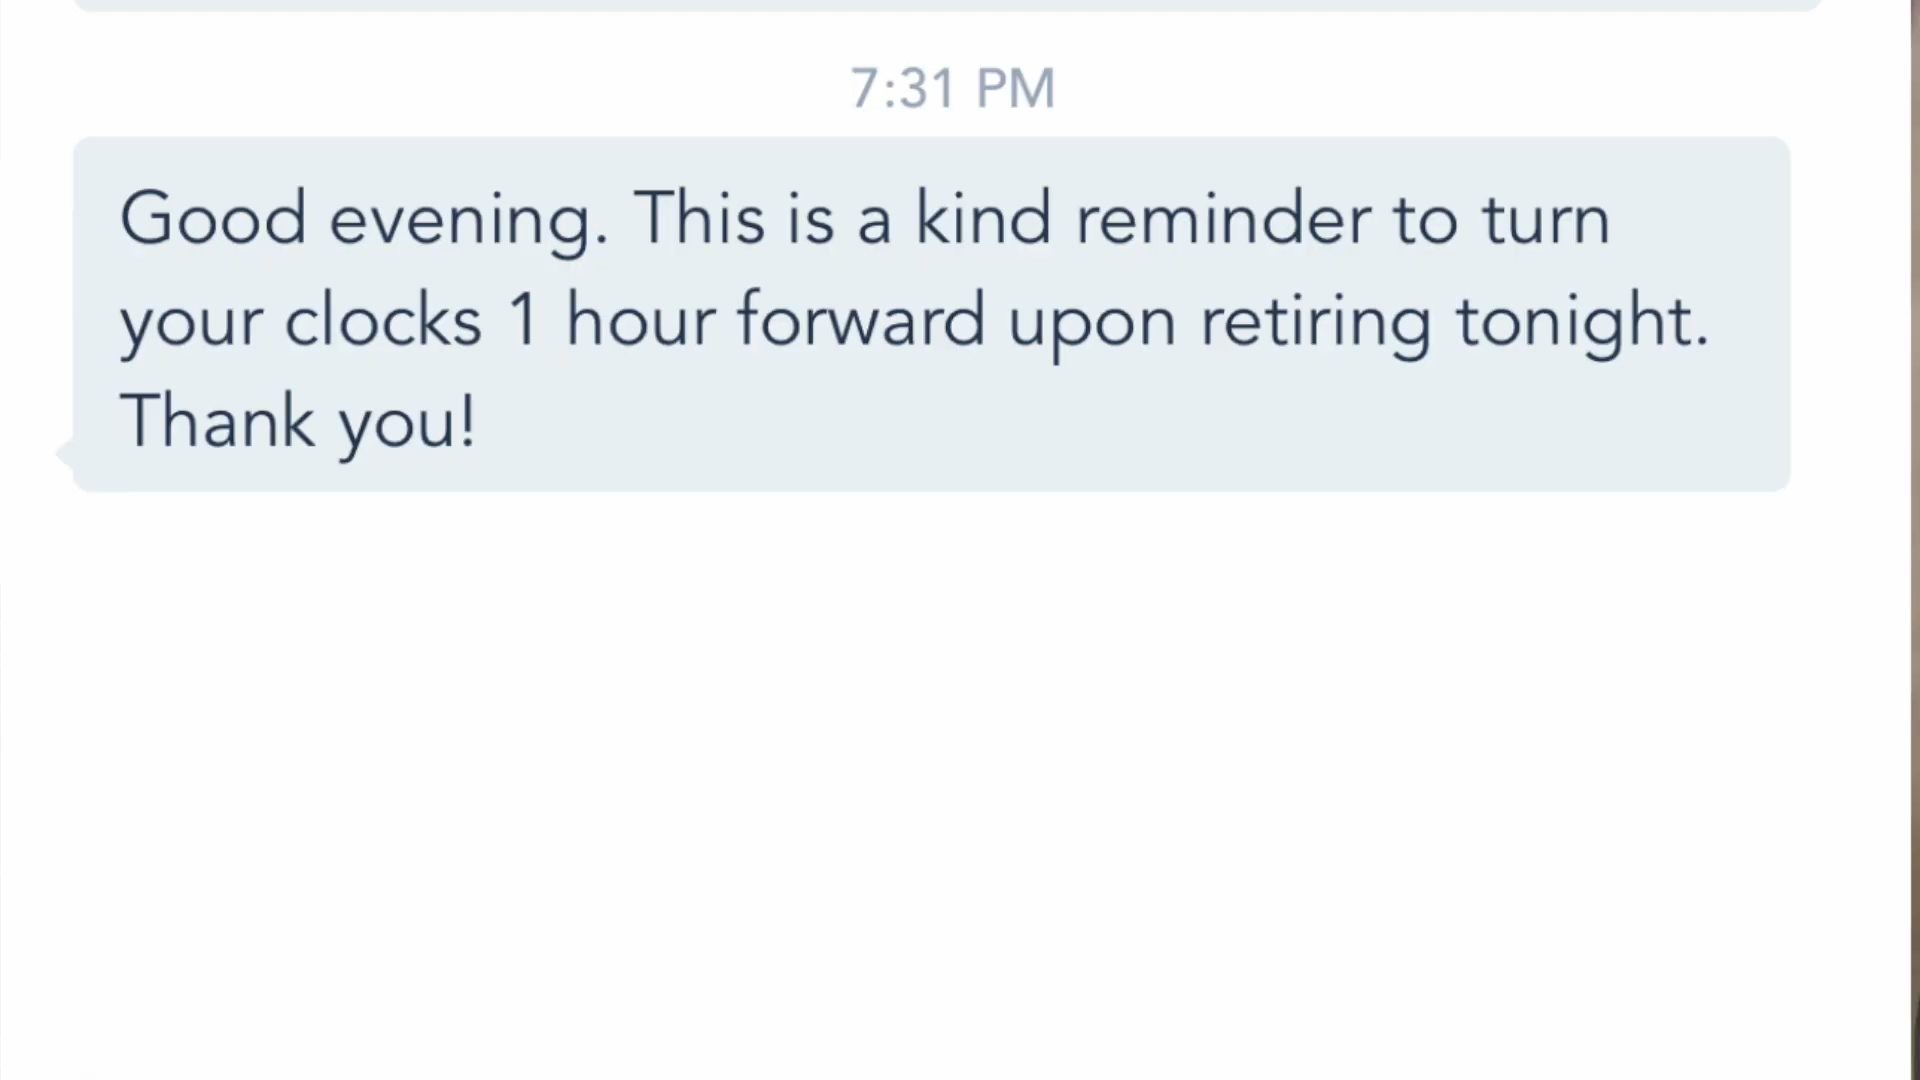 7:31 PM
Good evening. This is a kind reminder to turn
your clocks 1 hour forward upon retiring tonight.
Thank you!